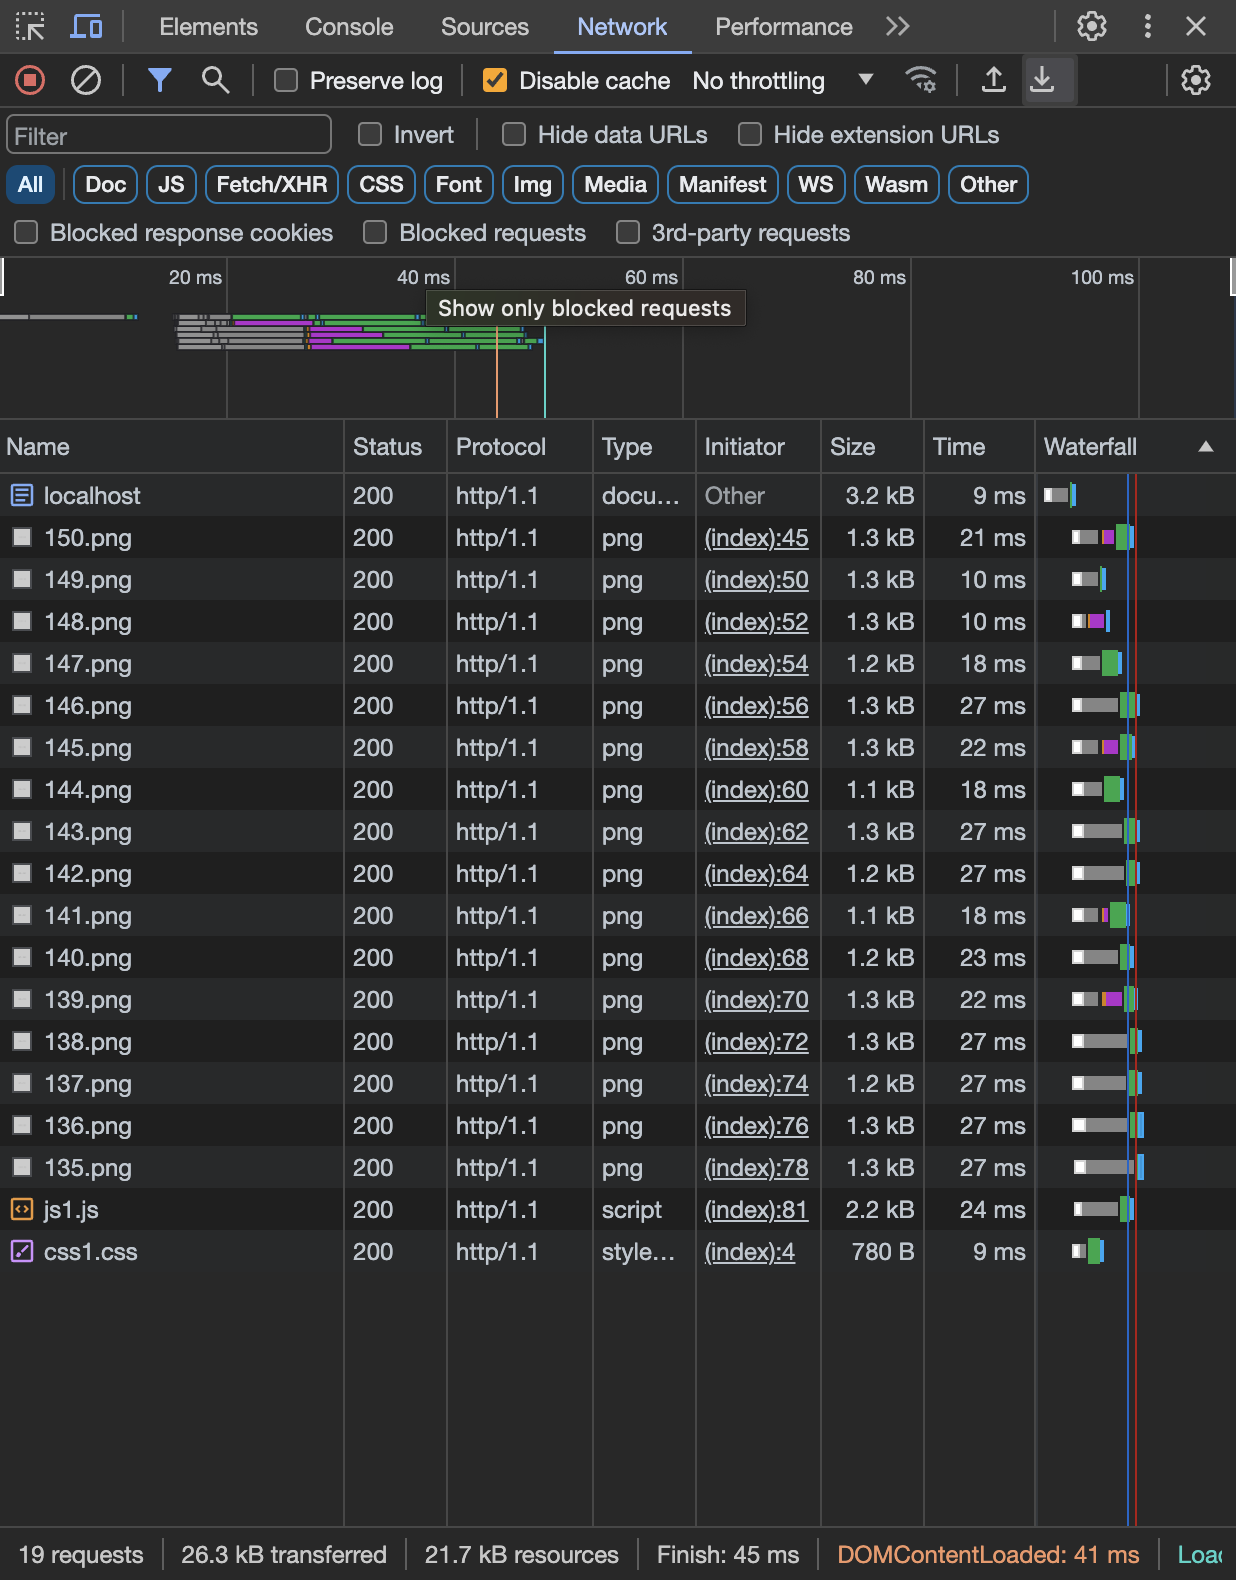 Elements Console Sources Network Performance
Preserve log Disable cache No throttling
Filter Invert Hide data URLs Hide extension URLs
All Doc JS Fetch/XHR CSS Font Img Media Manifest WS Wasm Other
Blocked response cookies Blocked requests 3rd-party requests
20 ms 40 ms 60 ms 80 ms 100 ms
Show only blocked requests
Name Status Protocol Type Initiator Size Time Waterfall
localhost 200 http/1.1 docu... Other 3.2 kB 9 ms
150.png 200 http/1.1 png (index):45 1.3 kB 21 ms
149.png 200 http/1.1 png (index):50 1.3 kB 10 ms
148.png 200 http/1.1 png (index):52 1.3 kB 10 ms
147.png 200 http/1.1 png (index):54 1.2 kB 18 ms
146.png 200 http/1.1 png (index):56 1.3 kB 27 ms
145.png 200 http/1.1 png (index):58 1.3 kB 22 ms
144.png 200 http/1.1 png (index):60 1.1 kB 18 ms
143.png 200 http/1.1 png (index):62 1.3 kB 27 ms
142.png 200 http/1.1 png (index):64 1.2 kB 27 ms
141.png 200 http/1.1 png (index):66 1.1 kB 18 ms
140.png 200 http/1.1 png (index):68 1.2 kB 23 ms
139.png 200 http/1.1 png (index):70 1.3 kB 22 ms
138.png 200 http/1.1 png (index):72 1.3 kB 27 ms
137.png 200 http/1.1 png (index):74 1.2 kB 27 ms
136.png 200 http/1.1 png (index):76 1.3 kB 27 ms
135.png 200 http/1.1 png (index):78 1.3 kB 27 ms
js1.js 200 http/1.1 script (index):81 2.2 kB 24 ms
css1.css 200 http/1.1 style... (index):4 780 B 9 ms
19 requests 26.3 kB transferred 21.7 kB resources Finish: 45 ms DOMContentLoaded: 41 ms